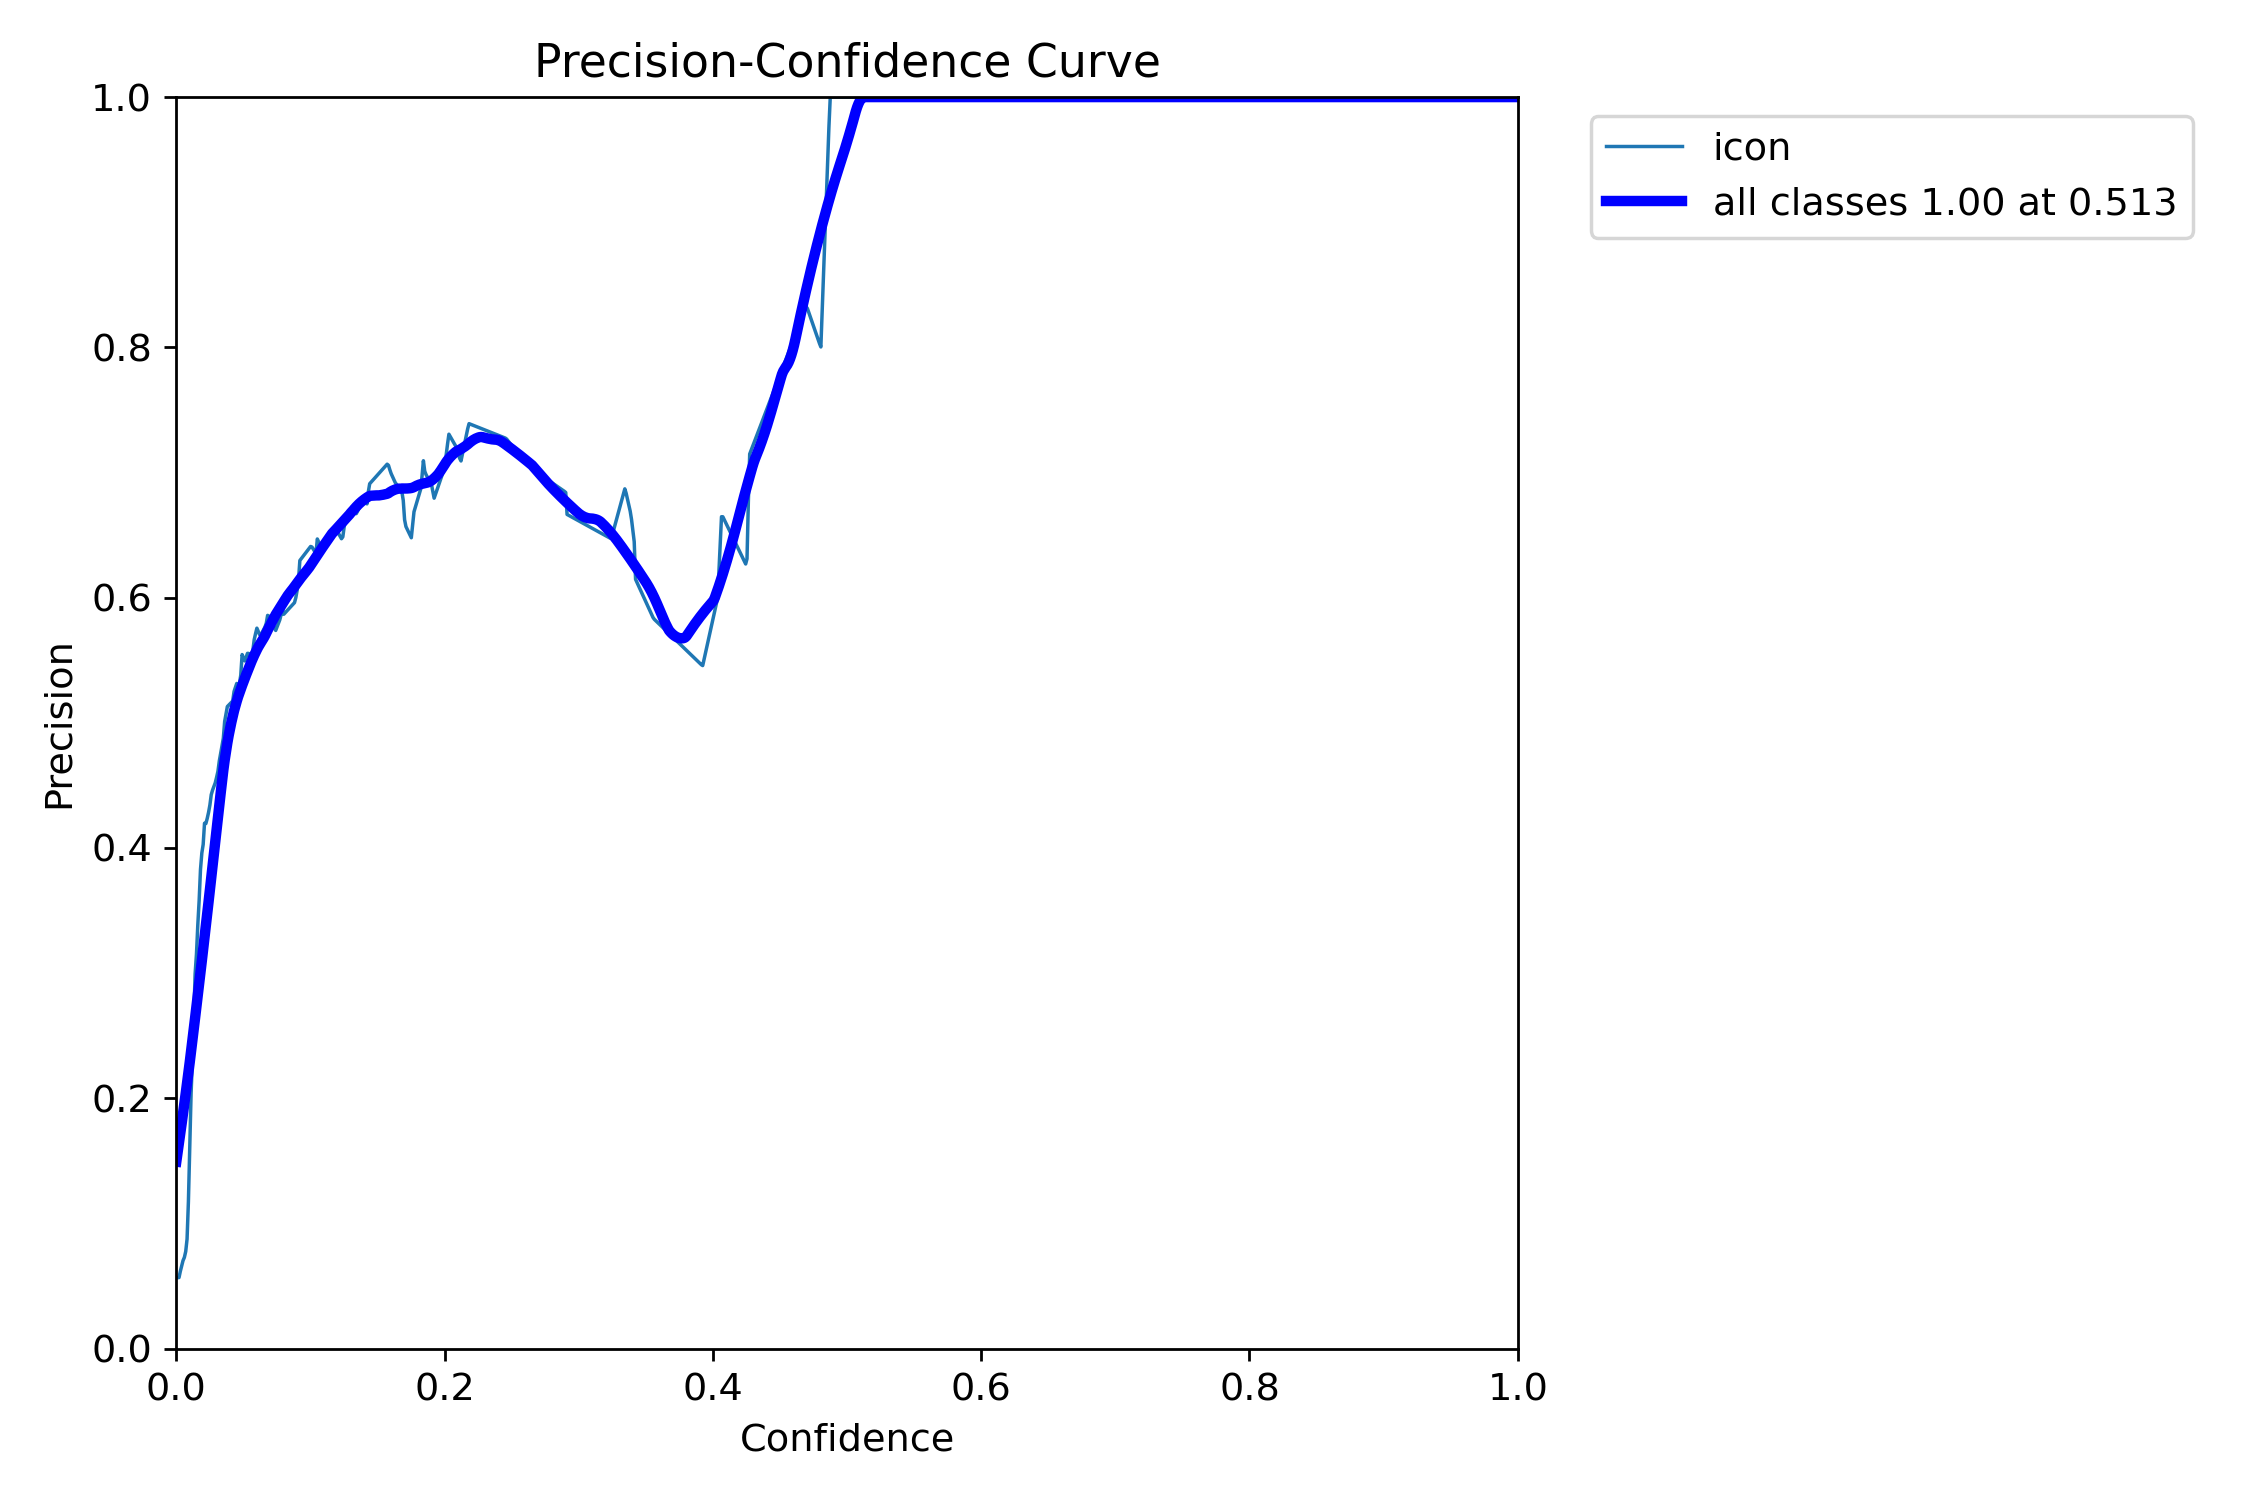 Precision-Confidence Curve
1.0
0.8
0.6
0.4
0.2
0.0
Precision
0.0 0.2 0.4 0.6 0.8 1.0
Confidence
icon
all classes 1.00 at 0.513